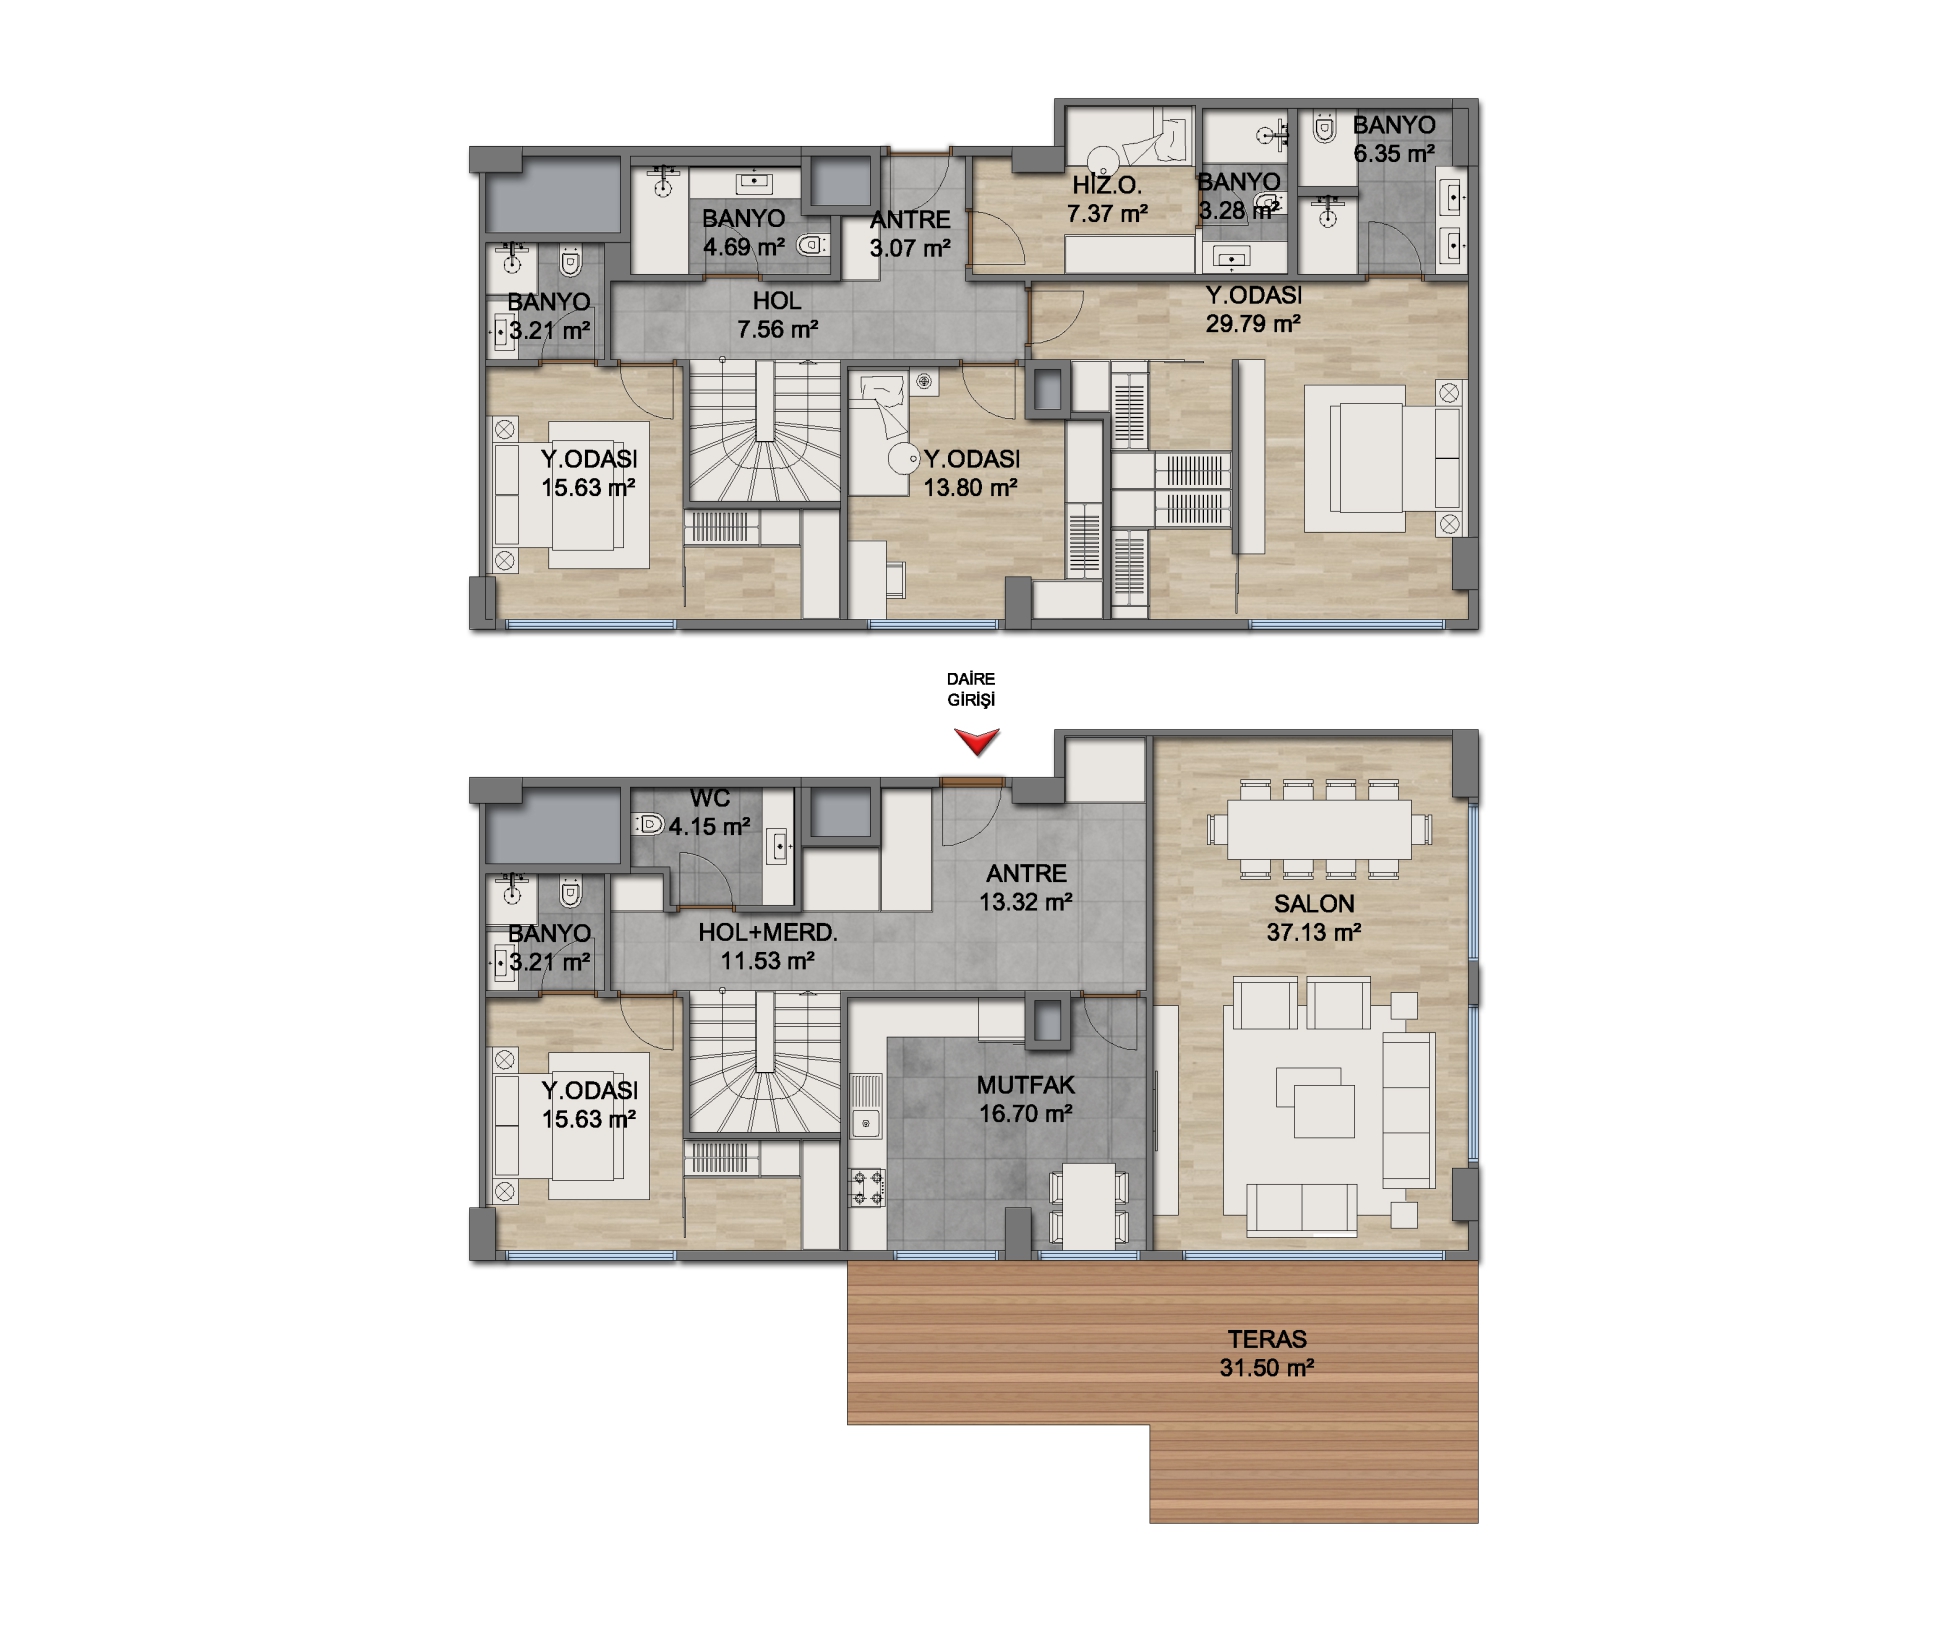 BANYO
6.35 m²
HİZ.O.
7.37 m²
BANYO
3.28 m²
BANYO
4.69 m²
ANTRE
3.07 m²
BANYO
3.21 m²
HOL
7.56 m²
Y.ODASI
29.79 m²
Y.ODASI
15.63 m²
Y.ODASI
13.80 m²
DAİRE
GİRİŞİ
WC
4.15 m²
ANTRE
13.32 m²
SALON
37.13 m²
BANYO
3.21 m²
HOL+MERD.
11.53 m²
Y.ODASI
15.63 m²
MUTFAK
16.70 m²
TERAS
31.50 m²